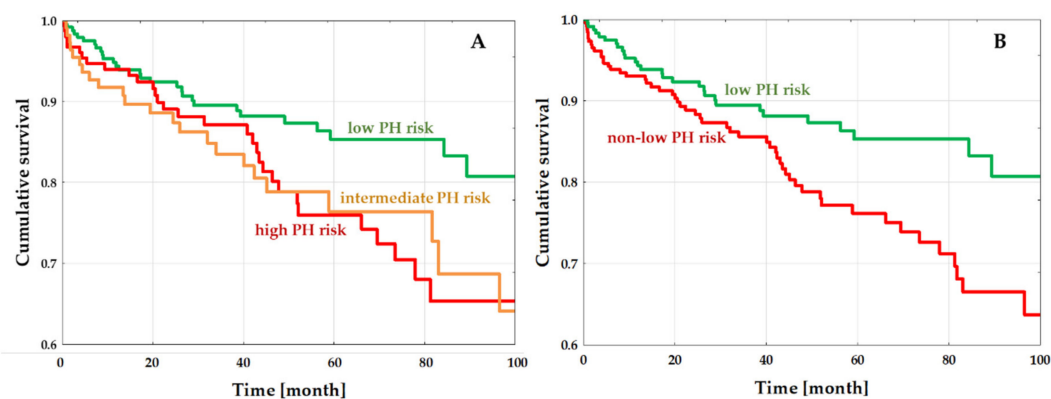 1.0
A
0.9
low PH risk
0.8
intermediate PH risk
high PH risk
0.7
0.6
0 20 40 60 80 100
Time [month]
Cumulative survival
1.0
B
0.9
low PH risk
non-low PH risk
0.8
0.7
0.6
0 20 40 60 80 100
Time [month]
Cumulative survival